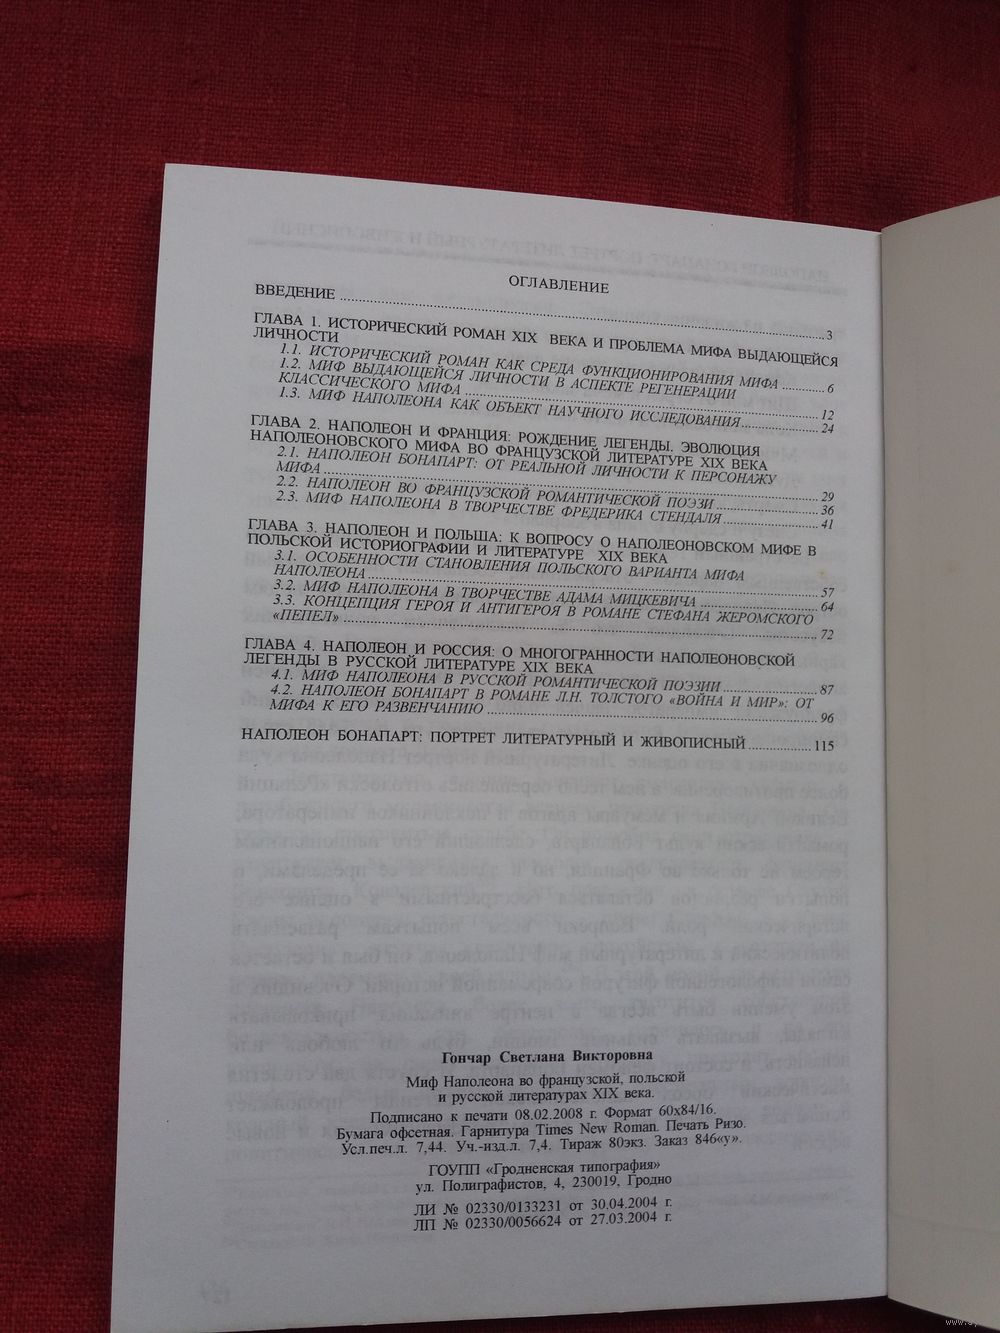 ОГЛАВЛЕНИЕ
ВВЕДЕНИЕ ........ 3
ГЛАВА 1. ИСТОРИЧЕСКИЙ РОМАН XIX ВЕКА И ПРОБЛЕМА МИФА ВЫДАЮЩЕЙСЯ
ЛИЧНОСТИ
1.1. ИСТОРИЧЕСКИЙ РОМАН КАК СРЕДА ФУНКЦИОНИРОВАНИЯ МИФА ........ 6
1.2. МИФ ВЫДАЮЩЕЙСЯ ЛИЧНОСТИ В АСПЕКТЕ РЕГЕНЕРАЦИИ
КЛАССИЧЕСКОГО МИФА ........ 12
1.3. МИФ НАПОЛЕОНА КАК ОБЪЕКТ НАУЧНОГО ИССЛЕДОВАНИЯ ........ 24
ГЛАВА 2. НАПОЛЕОН И ФРАНЦИЯ: РОЖДЕНИЕ ЛЕГЕНДЫ. ЭВОЛЮЦИЯ
НАПОЛЕОНОВСКОГО МИФА ВО ФРАНЦУЗСКОЙ ЛИТЕРАТУРЕ XIX ВЕКА
2.1. НАПОЛЕОН БОНАПАРТ: ОТ РЕАЛЬНОЙ ЛИЧНОСТИ К ПЕРСОНАЖУ
МИФА ........ 29
2.2. НАПОЛЕОН ВО ФРАНЦУЗСКОЙ РОМАНТИЧЕСКОЙ ПОЭЗИ ........ 36
2.3. МИФ НАПОЛЕОНА В ТВОРЧЕСТВЕ ФРЕДЕРИКА СТЕНДАЛЯ ........ 41
ГЛАВА 3. НАПОЛЕОН И ПОЛЬША: К ВОПРОСУ О НАПОЛЕОНОВСКОМ МИФЕ В
ПОЛЬСКОЙ ИСТОРИОГРАФИИ И ЛИТЕРАТУРЕ XIX ВЕКА
3.1. ОСОБЕННОСТИ СТАНОВЛЕНИЯ ПОЛЬСКОГО ВАРИАНТА МИФА
НАПОЛЕОНА ........ 57
3.2. МИФ НАПОЛЕОНА В ТВОРЧЕСТВЕ АДАМА МИЦКЕВИЧА ........ 64
3.3. КОНЦЕПЦИЯ ГЕРОЯ И АНТИГЕРОЯ В РОМАНЕ СТЕФАНА ЖЕРОМСКОГО
«ПЕПЕЛ» ........ 72
ГЛАВА 4. НАПОЛЕОН И РОССИЯ: О МНОГОГРАННОСТИ НАПОЛЕОНОВСКОЙ
ЛЕГЕНДЫ В РУССКОЙ ЛИТЕРАТУРЕ XIX ВЕКА
4.1. МИФ НАПОЛЕОНА В РУССКОЙ РОМАНТИЧЕСКОЙ ПОЭЗИИ ........ 87
4.2. НАПОЛЕОН БОНАПАРТ В РОМАНЕ Л.Н. ТОЛСТОГО «ВОЙНА И МИР»: ОТ
МИФА К ЕГО РАЗВЕНЧАНИЮ ........ 96
НАПОЛЕОН БОНАПАРТ: ПОРТРЕТ ЛИТЕРАТУРНЫЙ И ЖИВОПИСНЫЙ ........ 115
Гончар Светлана Викторовна
Миф Наполеона во французской, польской
и русской литературах XIX века.
Подписано к печати 08.02.2008 г. Формат 60x84/16.
Бумага офсетная. Гарнитура Times New Roman. Печать Ризо.
Усл.печ.л. 7,44. Уч.-изд.л. 7,4. Тираж 80экз. Заказ 846«у».
ГОУПП «Гродненская типография»
ул. Полиграфистов, 4, 230019, Гродно
ЛИ № 02330/0133231 от 30.04.2004 г.
ЛП № 02330/0056624 от 27.03.2004 г.